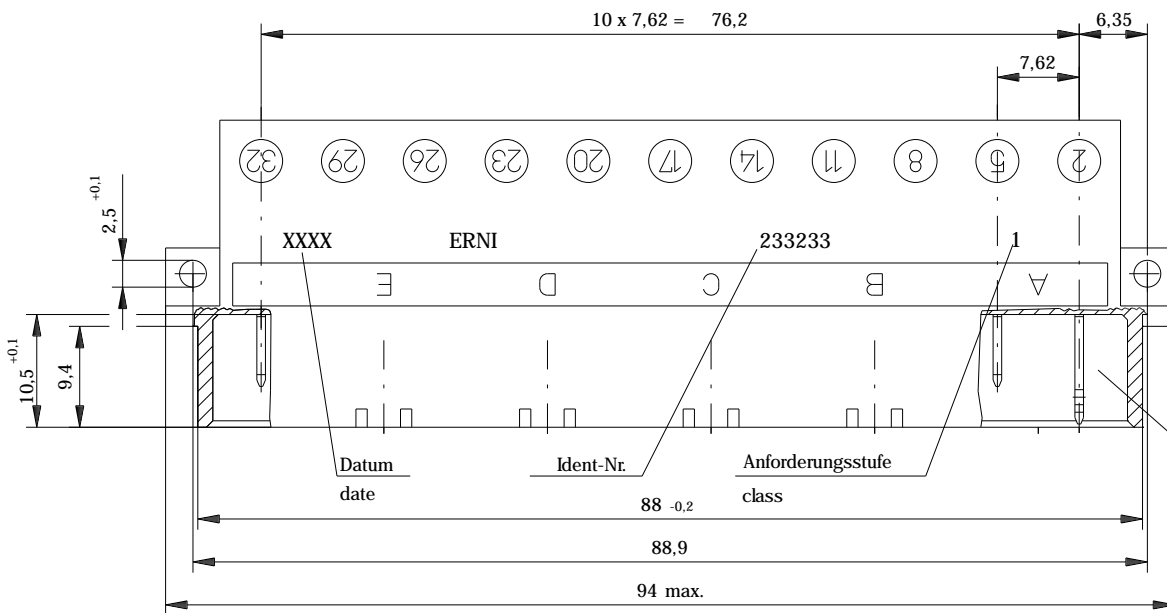 10 x 7,62 = 76,2
6,35
7,62
32 29 26 23 20 17 14 11 8 5 2
2,5 +0,1
XXXX ERNI 233233 1
E D C B A
10,5 +0,1
9,4
Datum Ident-Nr. Anforderungsstufe
date class
88 -0,2
88,9
94 max.